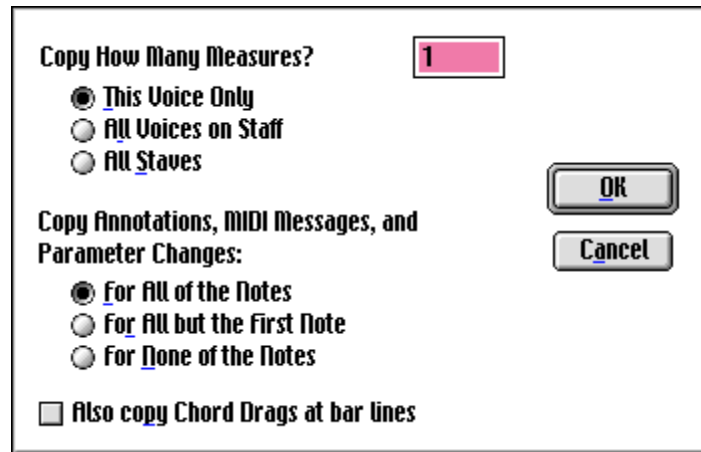 Copy How Many Measures? 1
This Voice Only
All Voices on Staff
All Staves
OK
Copy Annotations, MIDI Messages, and
Parameter Changes:
Cancel
For All of the Notes
For All but the First Note
For None of the Notes
Also copy Chord Drags at bar lines